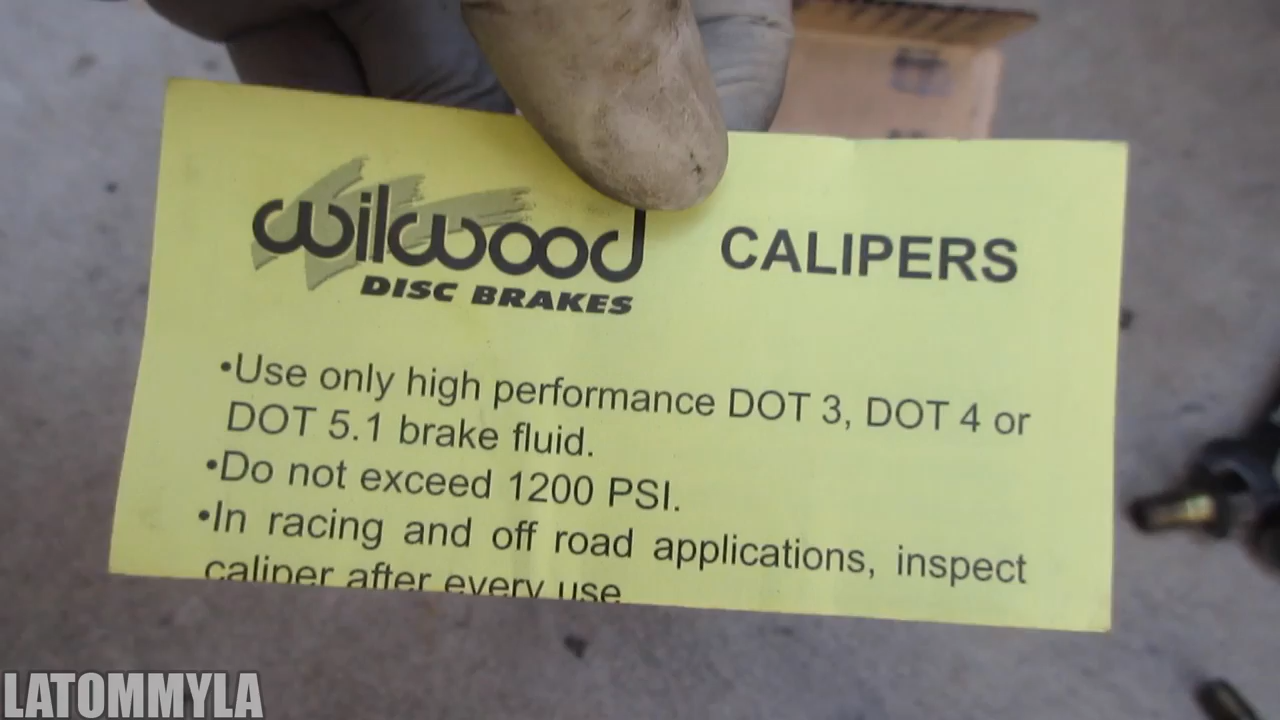 wilwood CALIPERS
DISC BRAKES
•Use only high performance DOT 3, DOT 4 or
DOT 5.1 brake fluid.
•Do not exceed 1200 PSI.
•In racing and off road applications, inspect
caliper after every use
LATOMMYLA